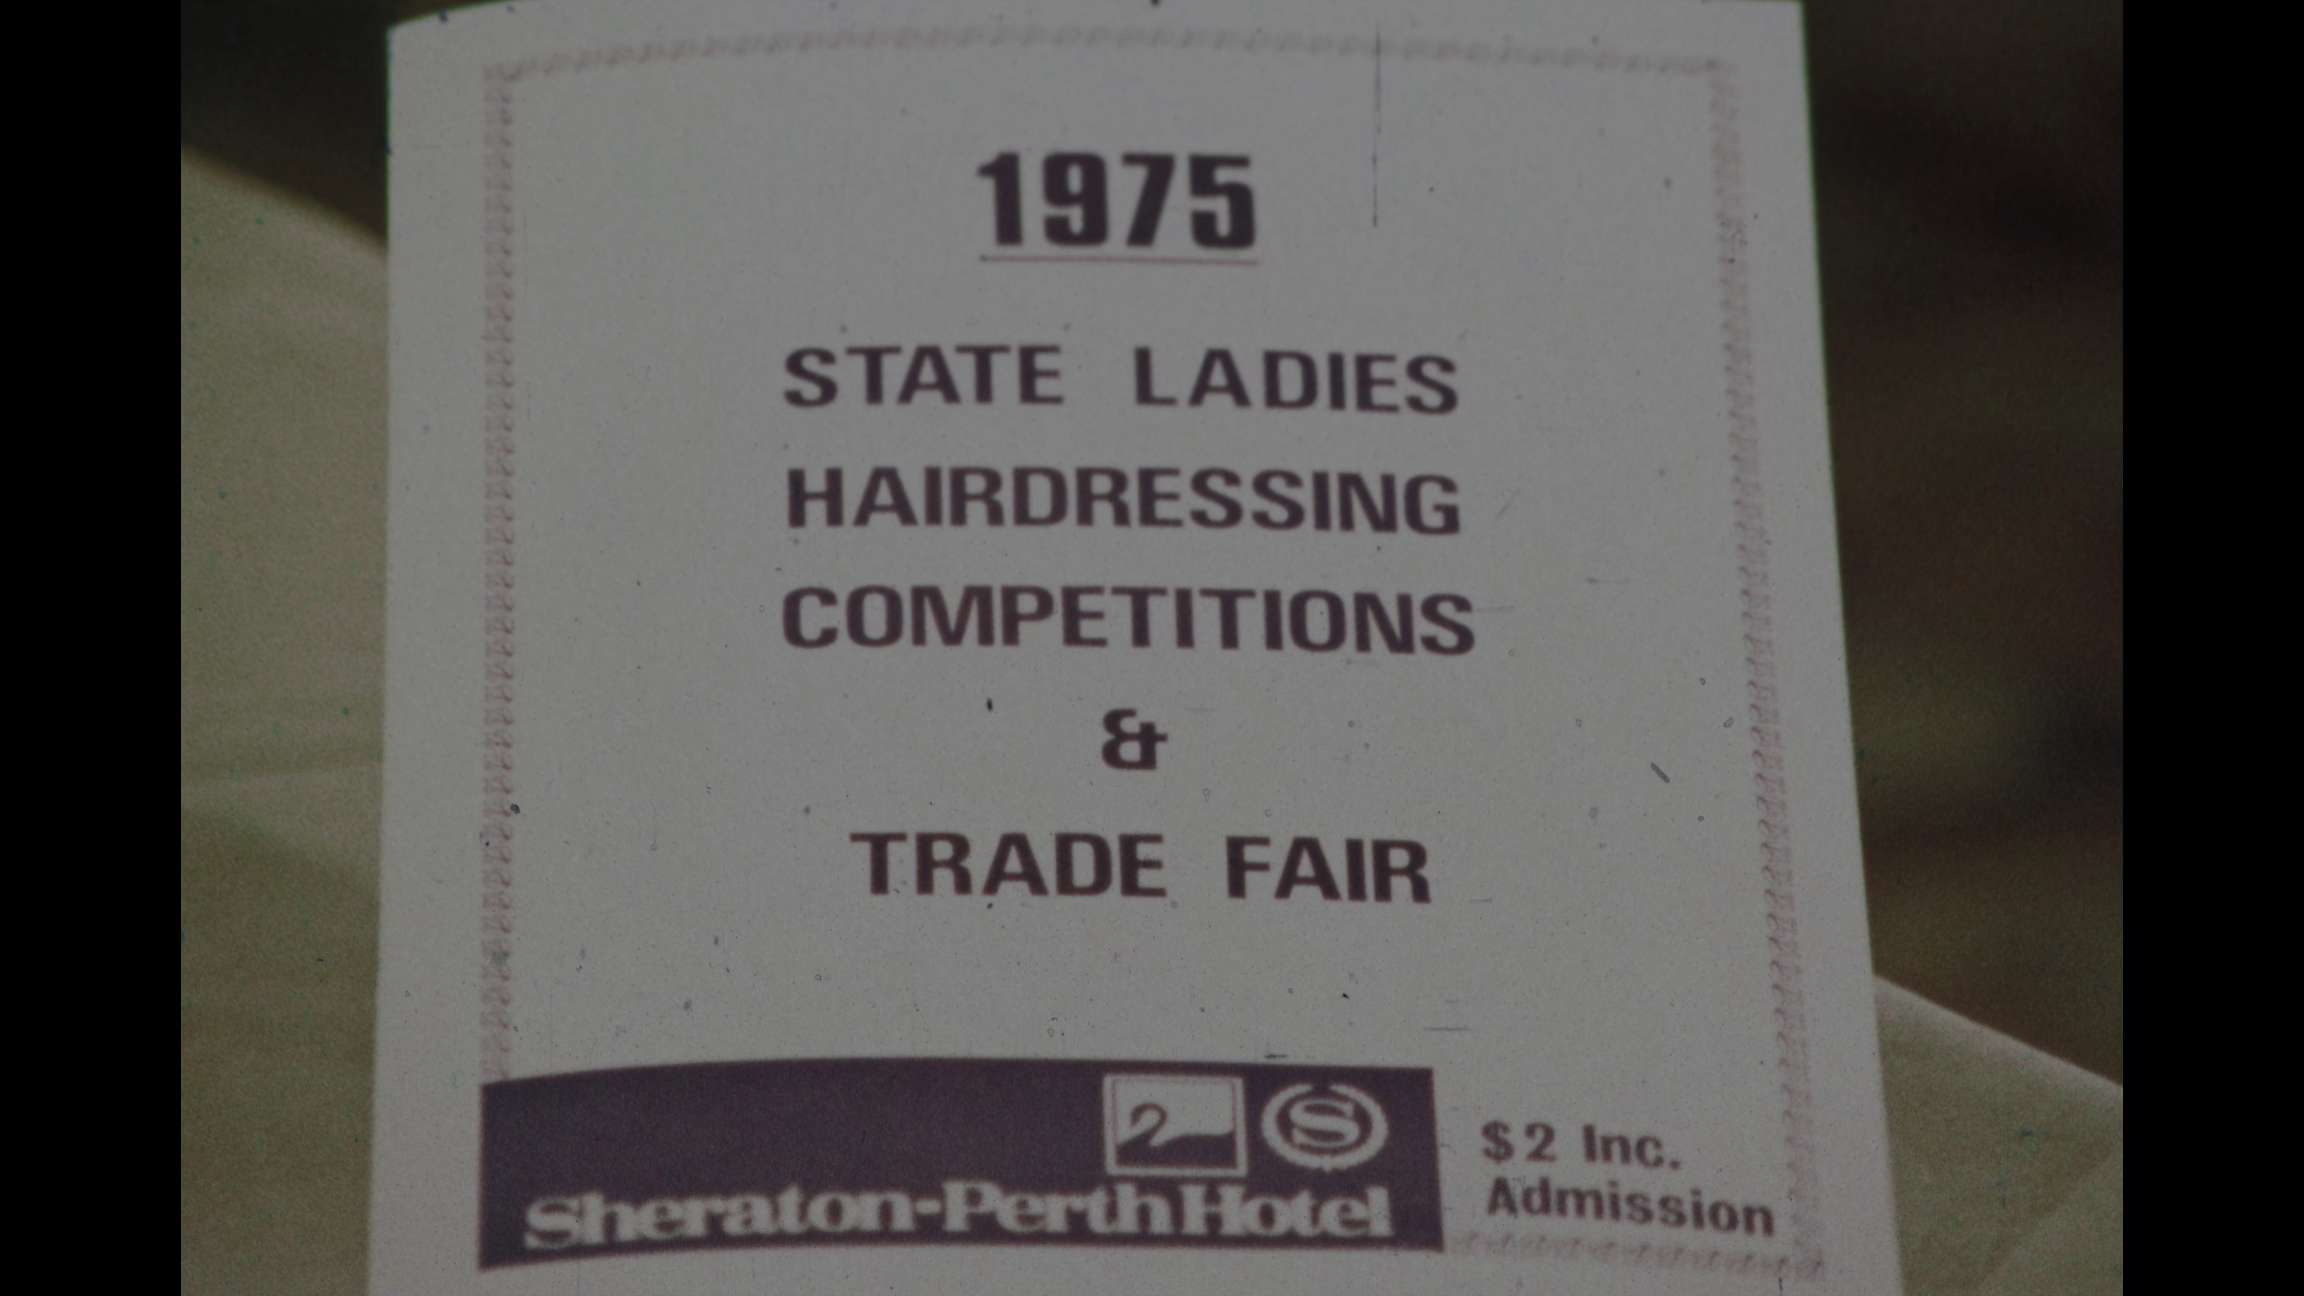 1975
STATE LADIES
HAIRDRESSING
COMPETITIONS
&
TRADE FAIR
S
Sheraton-Perth Hotel
$2 Inc.
Admission